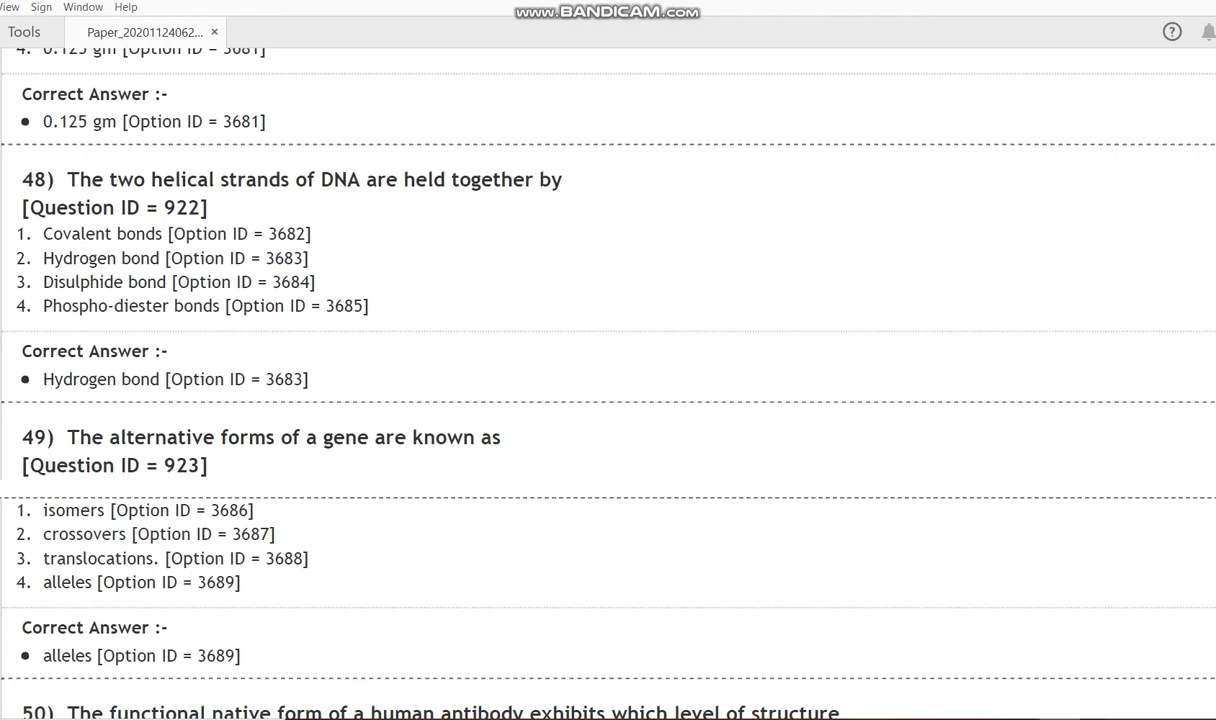 View Sign Window Help
www.BANDICAM.com
Tools Paper_20201124062... ×
4. 0.125 gm [Option ID = 3681]
Correct Answer :-
• 0.125 gm [Option ID = 3681]
48) The two helical strands of DNA are held together by
[Question ID = 922]
1. Covalent bonds [Option ID = 3682]
2. Hydrogen bond [Option ID = 3683]
3. Disulphide bond [Option ID = 3684]
4. Phospho-diester bonds [Option ID = 3685]
Correct Answer :-
• Hydrogen bond [Option ID = 3683]
49) The alternative forms of a gene are known as
[Question ID = 923]
1. isomers [Option ID = 3686]
2. crossovers [Option ID = 3687]
3. translocations. [Option ID = 3688]
4. alleles [Option ID = 3689]
Correct Answer :-
• alleles [Option ID = 3689]
50) The functional native form of a human antibody exhibits which level of structure